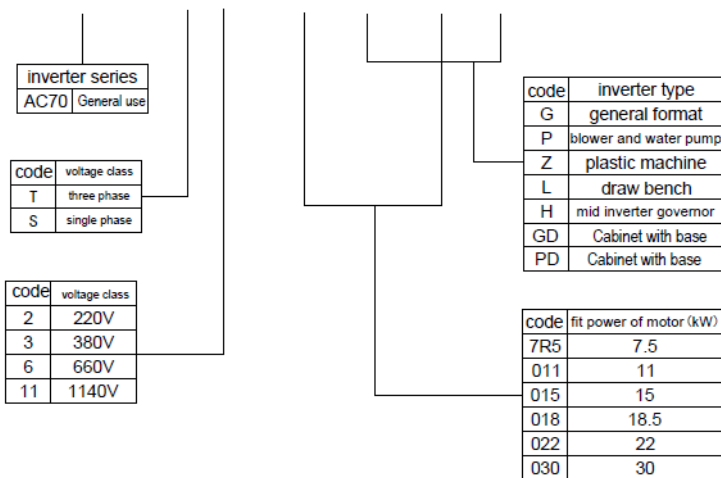 inverter series
AC70 General use
code voltage class
T three phase
S single phase
code voltage class
2 220V
3 380V
6 660V
11 1140V
code inverter type
G general format
P blower and water pump
Z plastic machine
L draw bench
H mid inverter governor
GD Cabinet with base
PD Cabinet with base
code fit power of motor (kW)
7R5 7.5
011 11
015 15
018 18.5
022 22
030 30